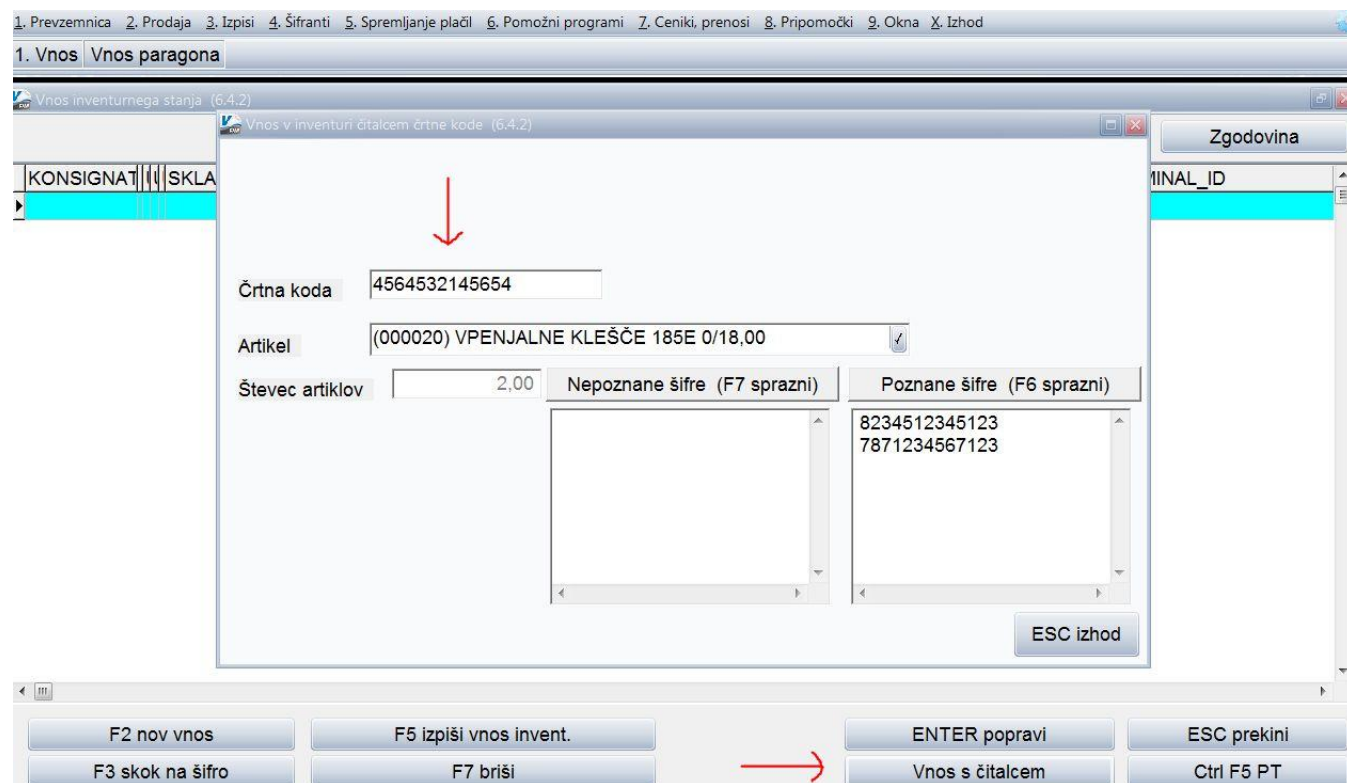 1. Prevzemnica 2. Prodaja 3. Izpisi 4. Šifranti 5. Spremljanje plačil 6. Pomožni programi 7. Ceniki, prenosi 8. Pripomočki 9. Okna X. Izhod
1. Vnos Vnos paragona
Vnos inventurnega stanja (6.4.2)
Vnos v inventuri čitalcem črtne kode (6.4.2)
Zgodovina
KONSIGNAT SKLA MINAL_ID
Črtna koda 4564532145654
Artikel (000020) VPENJALNE KLEŠČE 185E 0/18,00
Števec artiklov 2,00 Nepoznane šifre (F7 sprazni) Poznane šifre (F6 sprazni)
8234512345123
7871234567123
ESC izhod
F2 nov vnos F5 izpiši vnos invent. ENTER popravi ESC prekini
F3 skok na šifro F7 briši Vnos s čitalcem Ctrl F5 PT